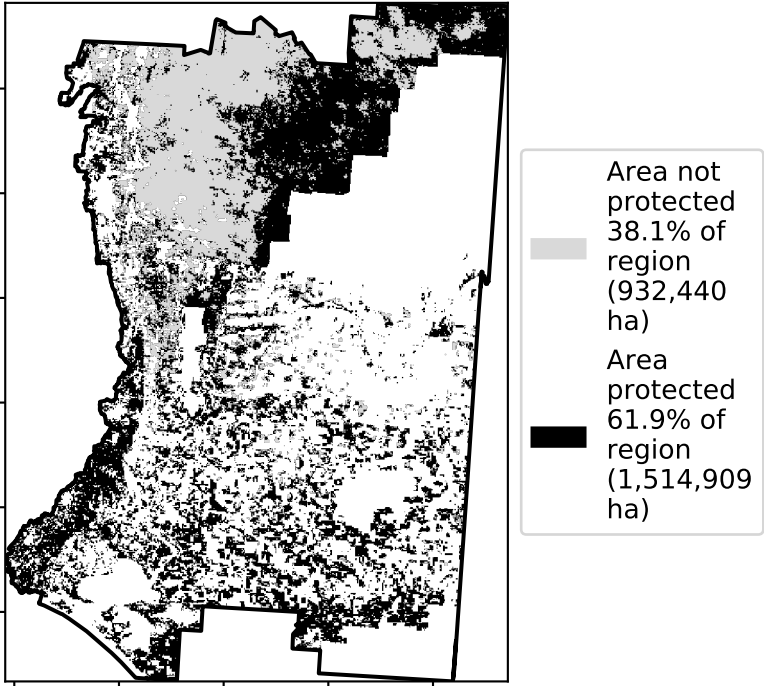 Area not
protected
38.1% of
region
(932,440
ha)
Area
protected
61.9% of
region
(1,514,909
ha)